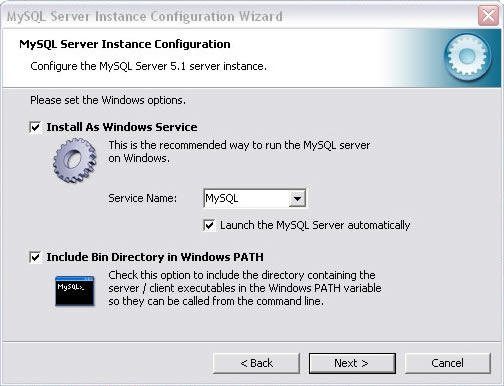 MySQL Server Instance Configuration Wizard
MySQL Server Instance Configuration
Configure the MySQL Server 5.1 server instance.
Please set the Windows options.
Install As Windows Service
This is the recommended way to run the MySQL server
on Windows.
Service Name:
MySQL
Launch the MySQL Server automatically
Include Bin Directory in Windows PATH
MySQL>_
Check this option to include the directory containing the
server / client executables in the Windows PATH variable
so they can be called from the command line.
< Back
Next >
Cancel